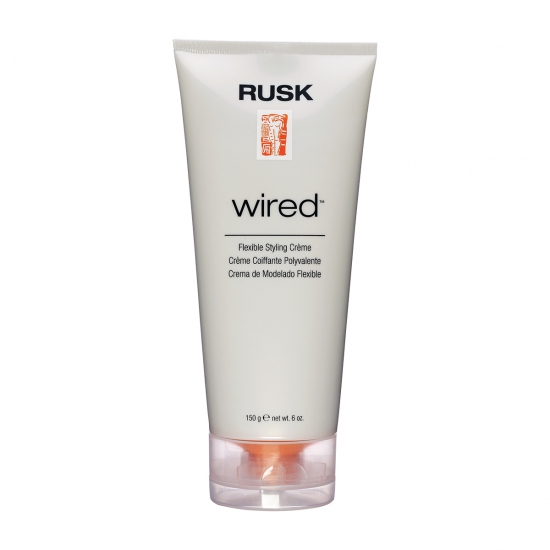 RUSK
wired™
Flexible Styling Crème
Crème Coiffante Polyvalente
Crema de Modelado Flexible
150 g ℮ net wt. 6 oz.